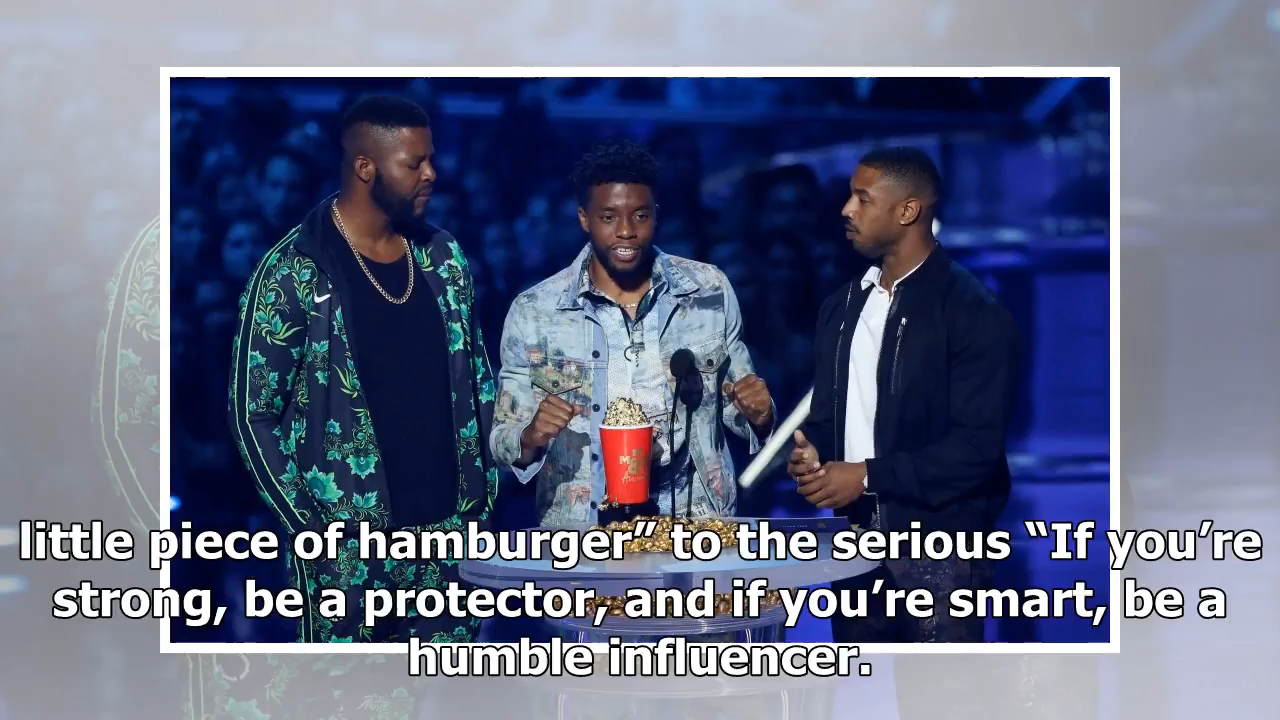 little piece of hamburger” to the serious “If you’re
strong, be a protector, and if you’re smart, be a
humble influencer.